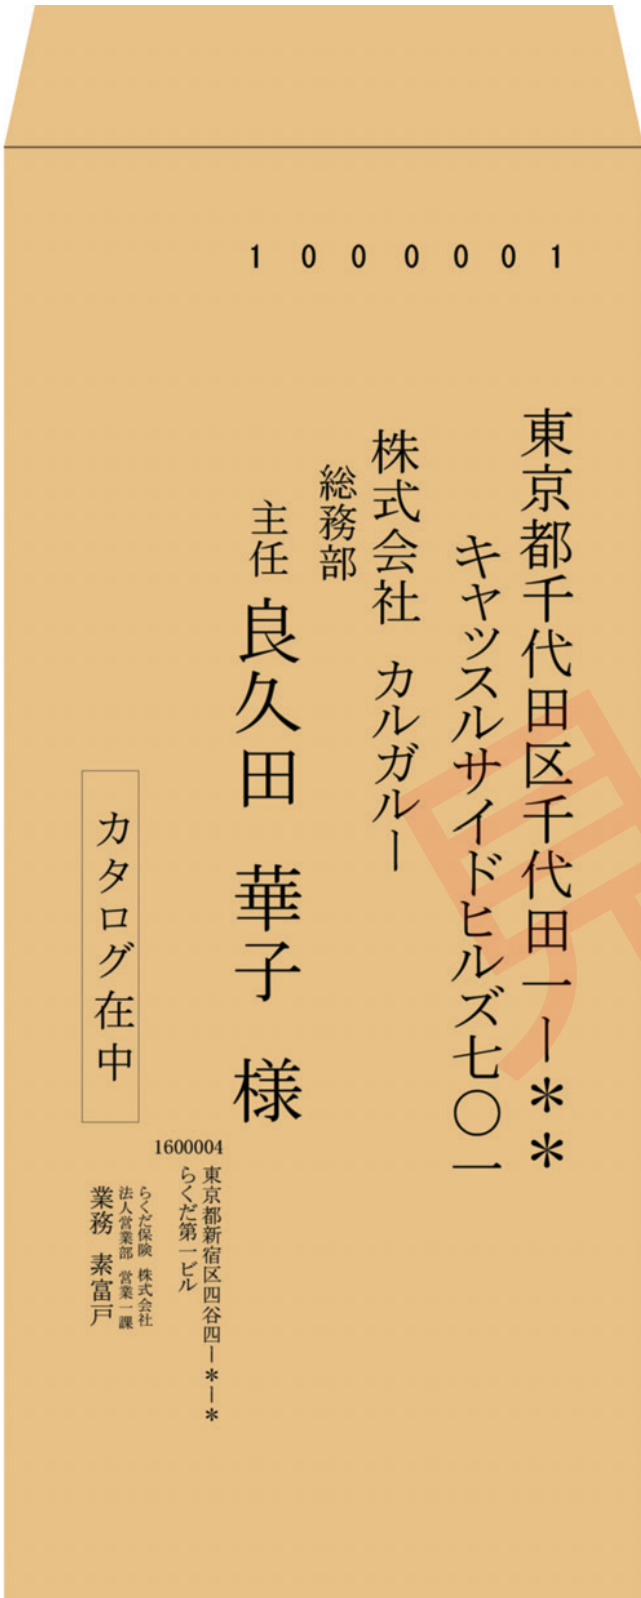 1000001
東京都千代田区千代田一ー＊＊
キャッスルサイドヒルズ七〇一
株式会社 カルガルー
総務部
主任 良久田 華子 様
カタログ在中
1600004
東京都新宿区四谷四ー＊ー＊
らくだ第一ビル
らくだ保険 株式会社
法人営業部 営業一課
業務 素富戸